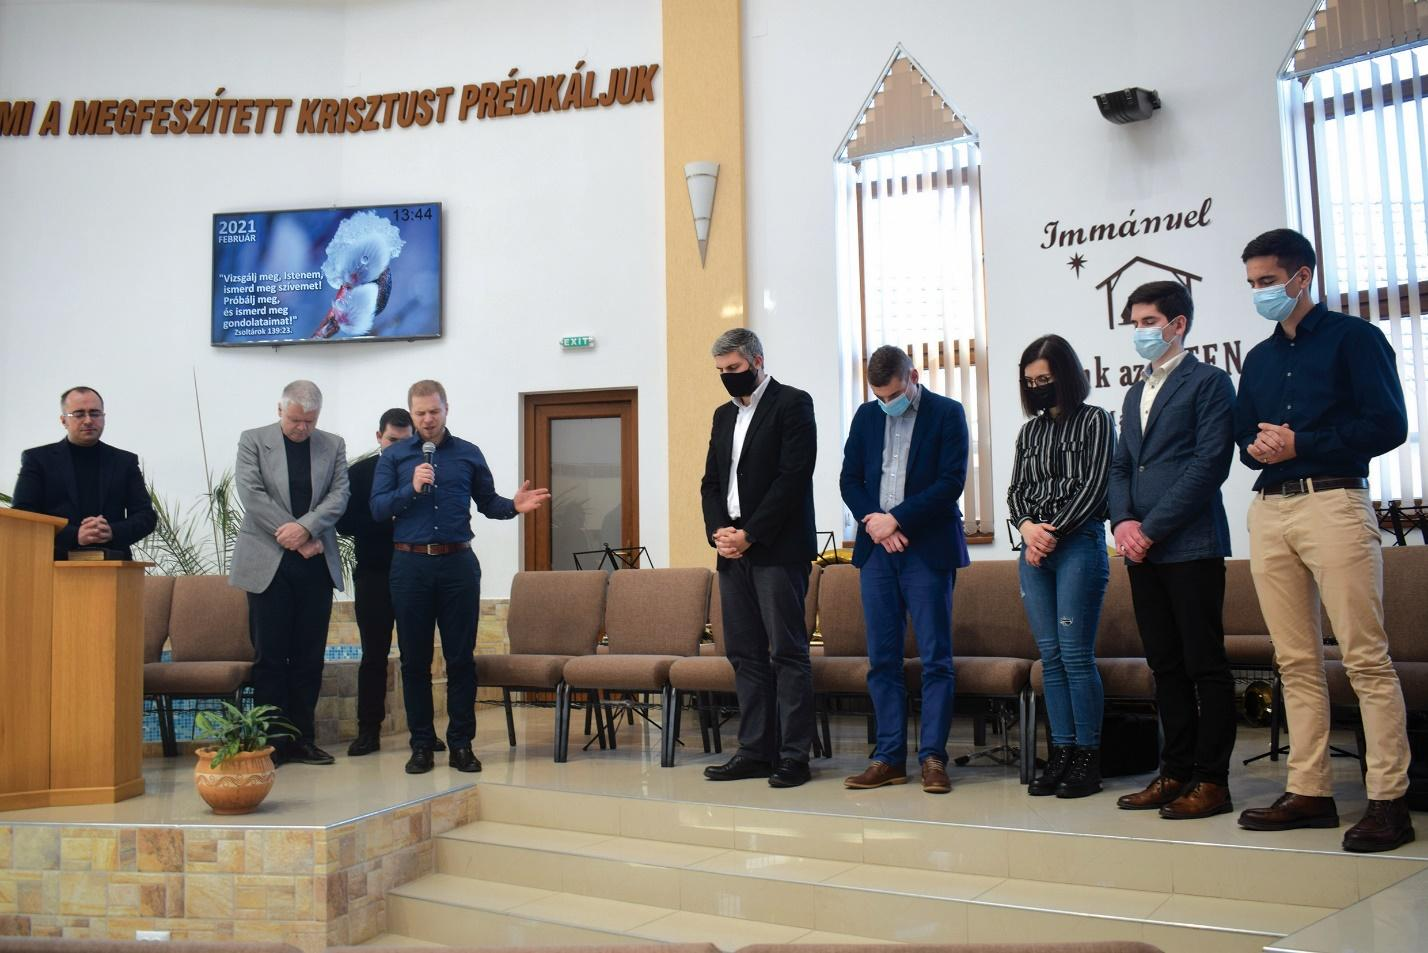 MI A MEGFESZÍTETT KRISZTUST PRÉDIKÁLJUK
2021
FEBRUÁR
13:44
"Vizsgálj meg, Istenem,
ismerd meg szívemet!
Próbálj meg,
és ismerd meg
gondolataimat!"
Zsoltárok 139:23.
EXIT
Immánuel
az